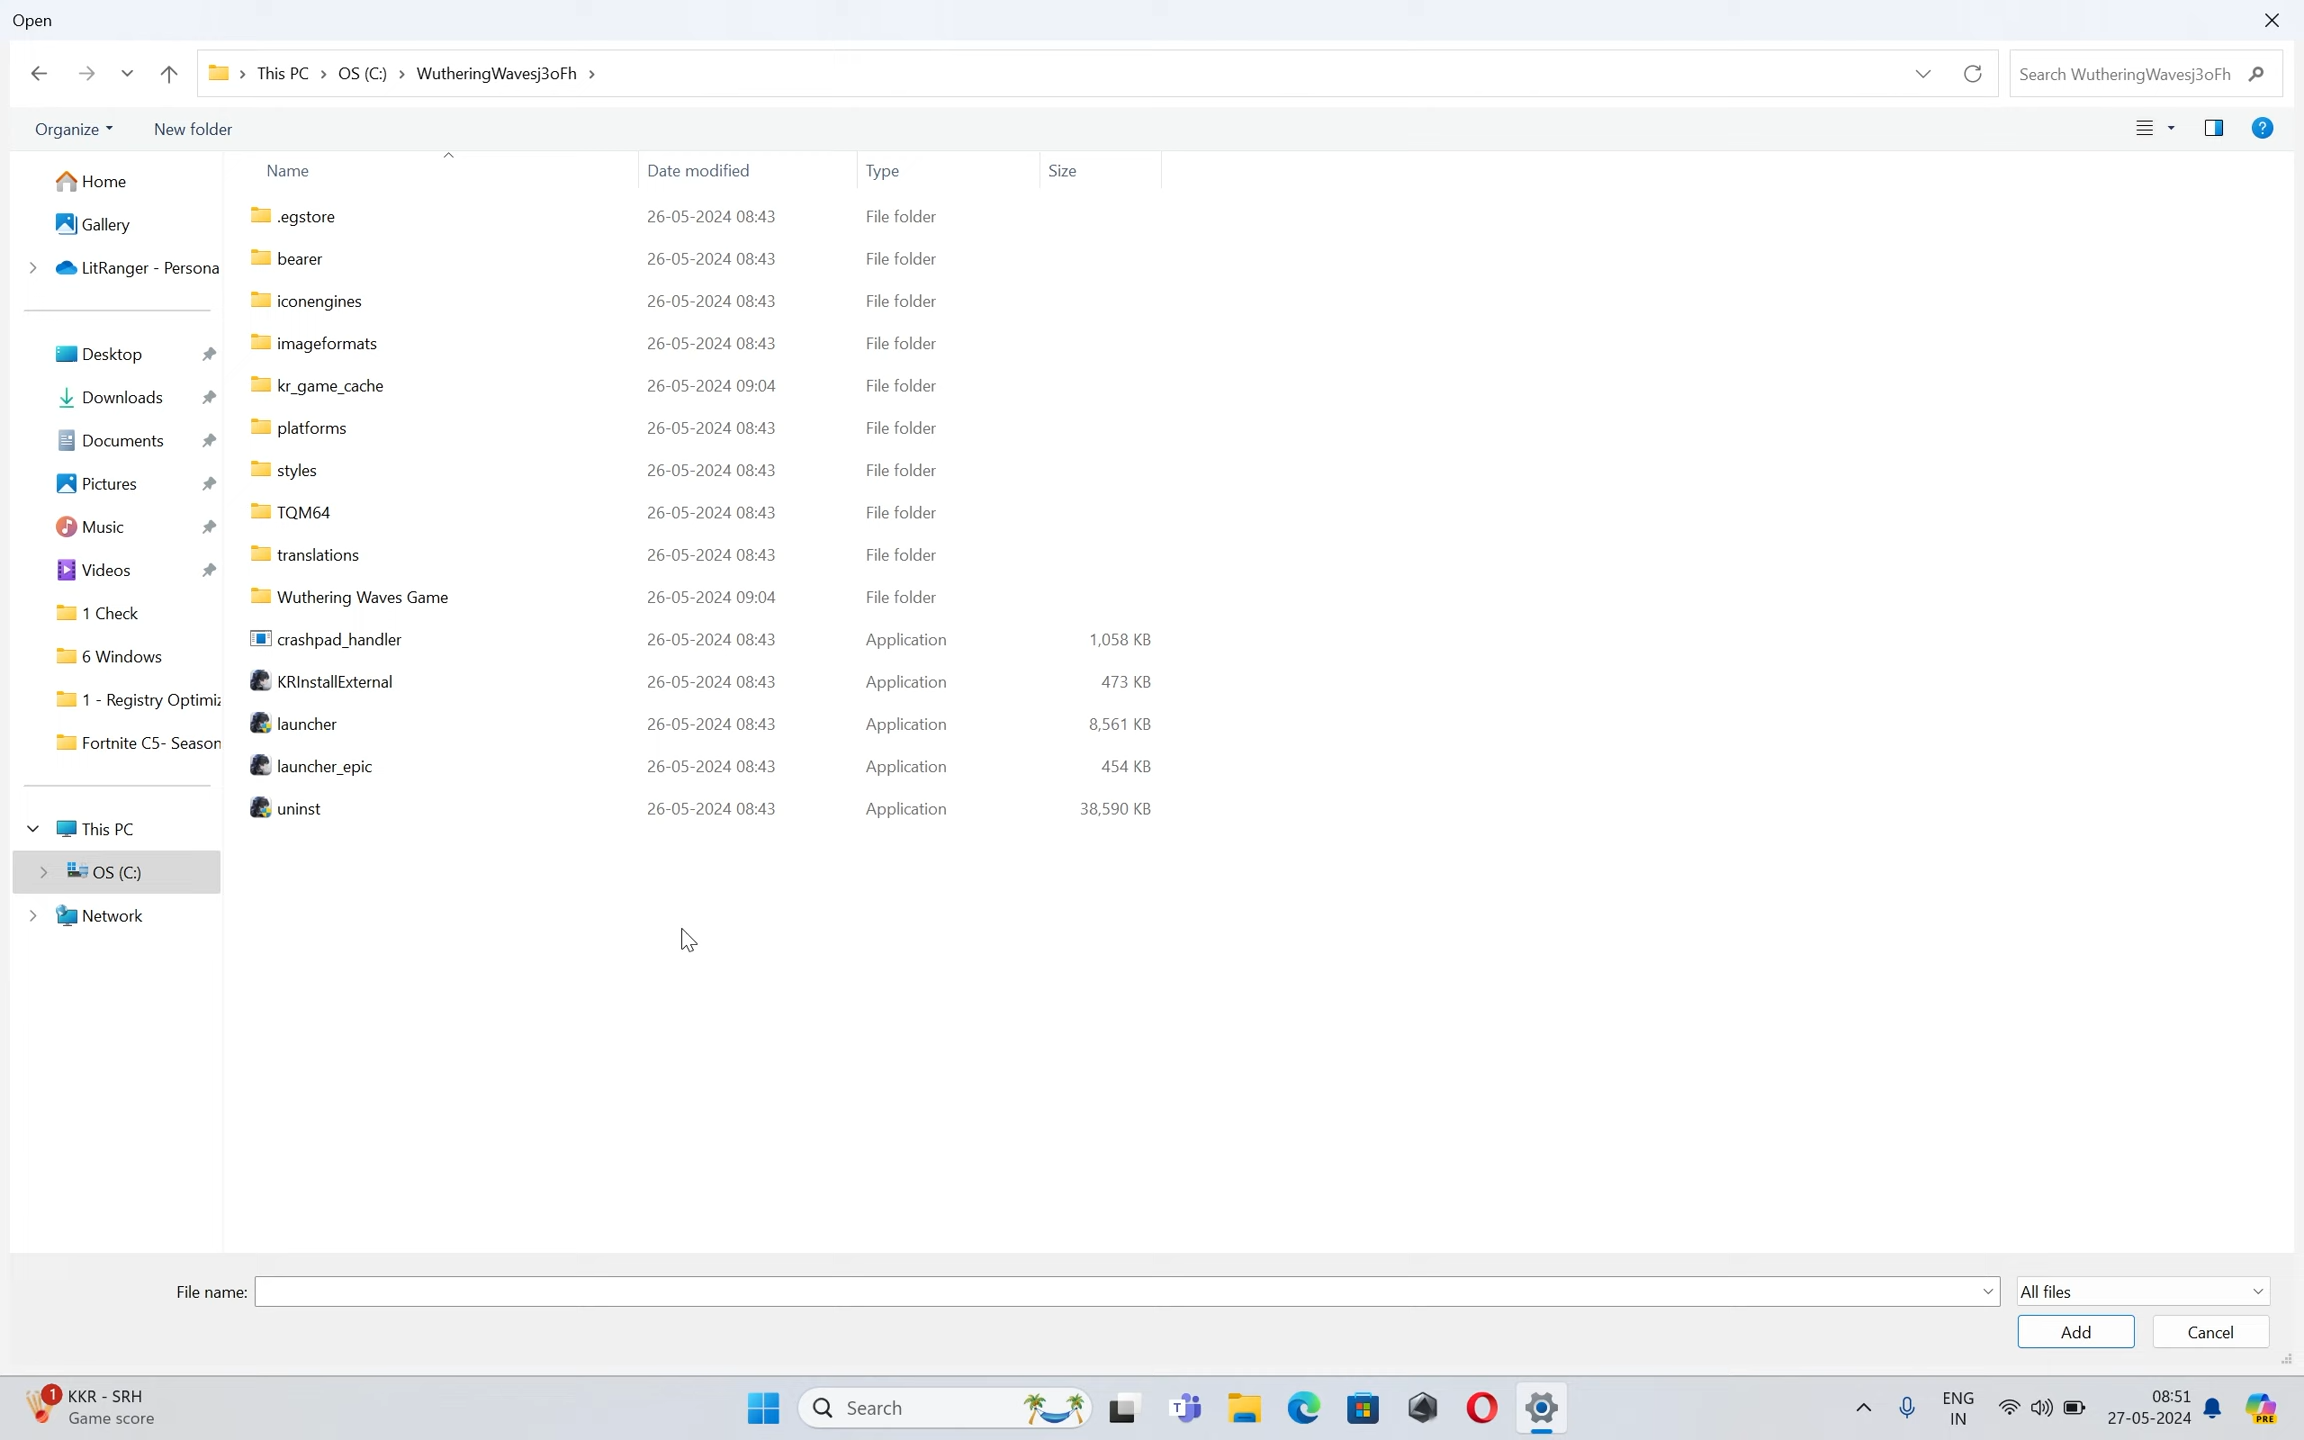 Open
This PC > OS (C:) > WutheringWavesj3oFh >
Search WutheringWavesj3oFh
Organize
New folder
Name
Date modified
Type
Size
Home
Gallery
LitRanger - Persona
Desktop
Downloads
Documents
Pictures
Music
Videos
1 Check
6 Windows
1 - Registry Optimiz
Fortnite C5- Season
This PC
OS (C:)
Network
.egstore 26-05-2024 08:43 File folder
bearer 26-05-2024 08:43 File folder
iconengines 26-05-2024 08:43 File folder
imageformats 26-05-2024 08:43 File folder
kr_game_cache 26-05-2024 09:04 File folder
platforms 26-05-2024 08:43 File folder
styles 26-05-2024 08:43 File folder
TQM64 26-05-2024 08:43 File folder
translations 26-05-2024 08:43 File folder
Wuthering Waves Game 26-05-2024 09:04 File folder
crashpad_handler 26-05-2024 08:43 Application 1,058 KB
KRInstallExternal 26-05-2024 08:43 Application 473 KB
launcher 26-05-2024 08:43 Application 8,561 KB
launcher_epic 26-05-2024 08:43 Application 454 KB
uninst 26-05-2024 08:43 Application 38,590 KB
File name:
All files
Add
Cancel
1
KKR - SRH
Game score
Search
ENG
IN
08:51
27-05-2024
PRE